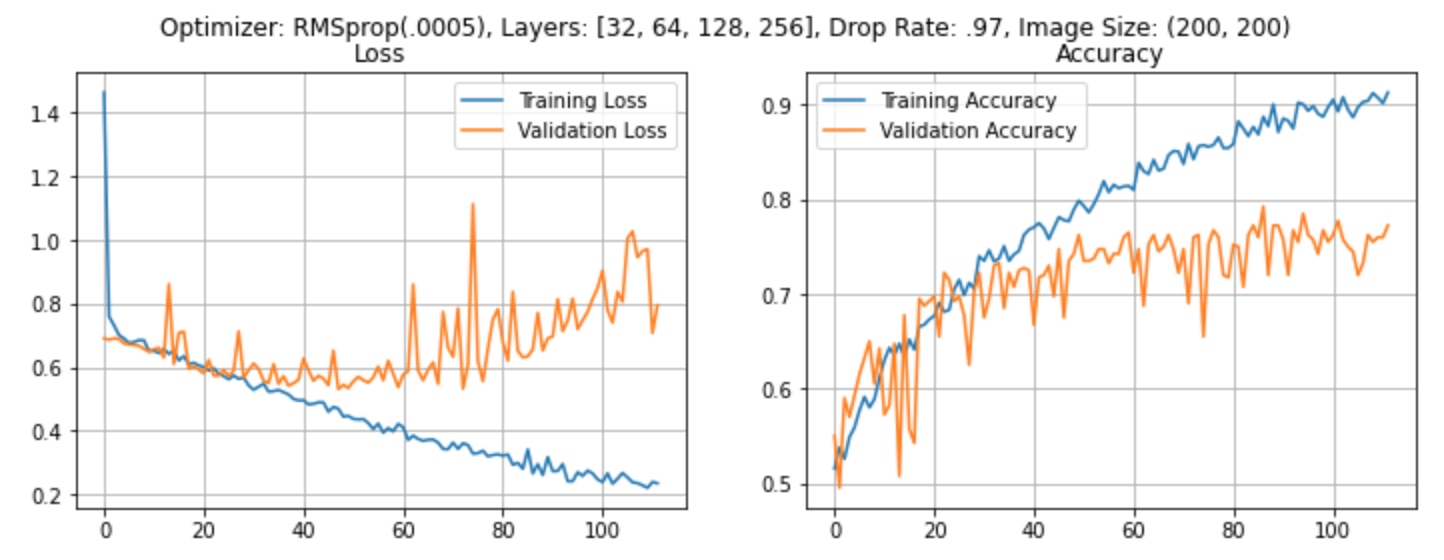 Optimizer: RMSprop(.0005), Layers: [32, 64, 128, 256], Drop Rate: .97, Image Size: (200, 200)
Loss
Training Loss
Validation Loss
1.4
1.2
1.0
0.8
0.6
0.4
0.2
0 20 40 60 80 100
Accuracy
Training Accuracy
Validation Accuracy
0.9
0.8
0.7
0.6
0.5
0 20 40 60 80 100